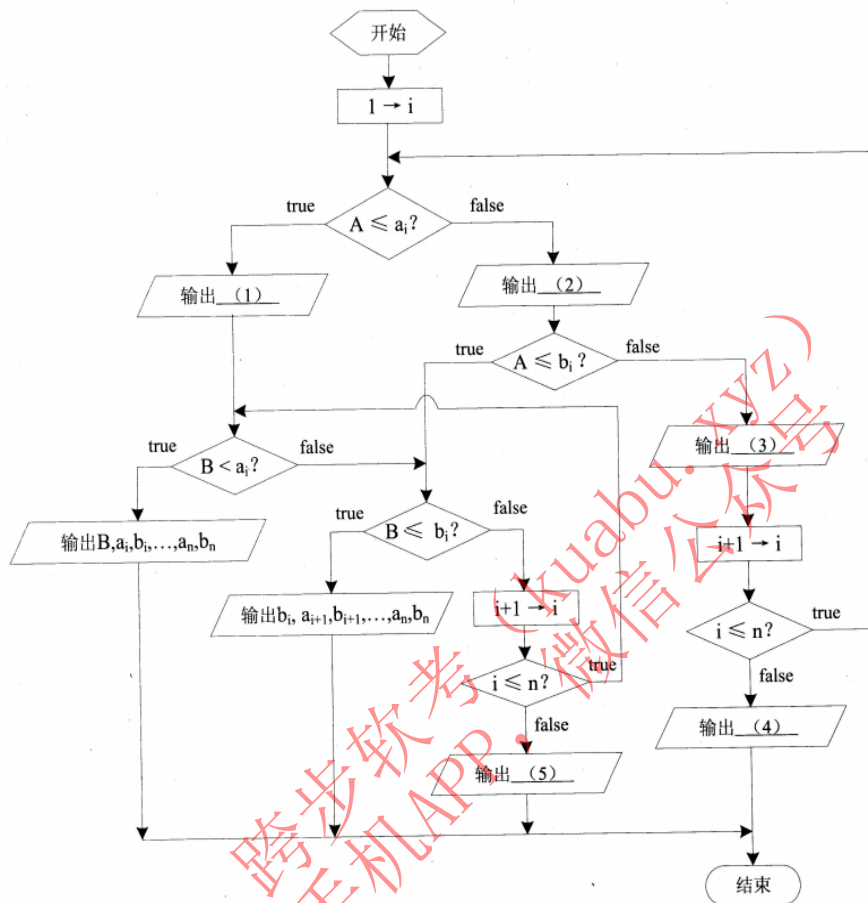 开始
1 → i
A ≤ aᵢ?
true
false
输出 （1）
输出 （2）
A ≤ bᵢ?
true
false
B < aᵢ?
true
false
输出 （3）
输出B,aᵢ,bᵢ,…,aₙ,bₙ
B ≤ bᵢ?
true
false
i+1 → i
输出bᵢ, aᵢ₊₁,bᵢ₊₁,…,aₙ,bₙ
i+1 → i
i ≤ n?
true
false
i ≤ n?
true
false
输出 （4）
输出 （5）
结束
跨步软考（kuabu.xyz）
手机APP，微信公众号